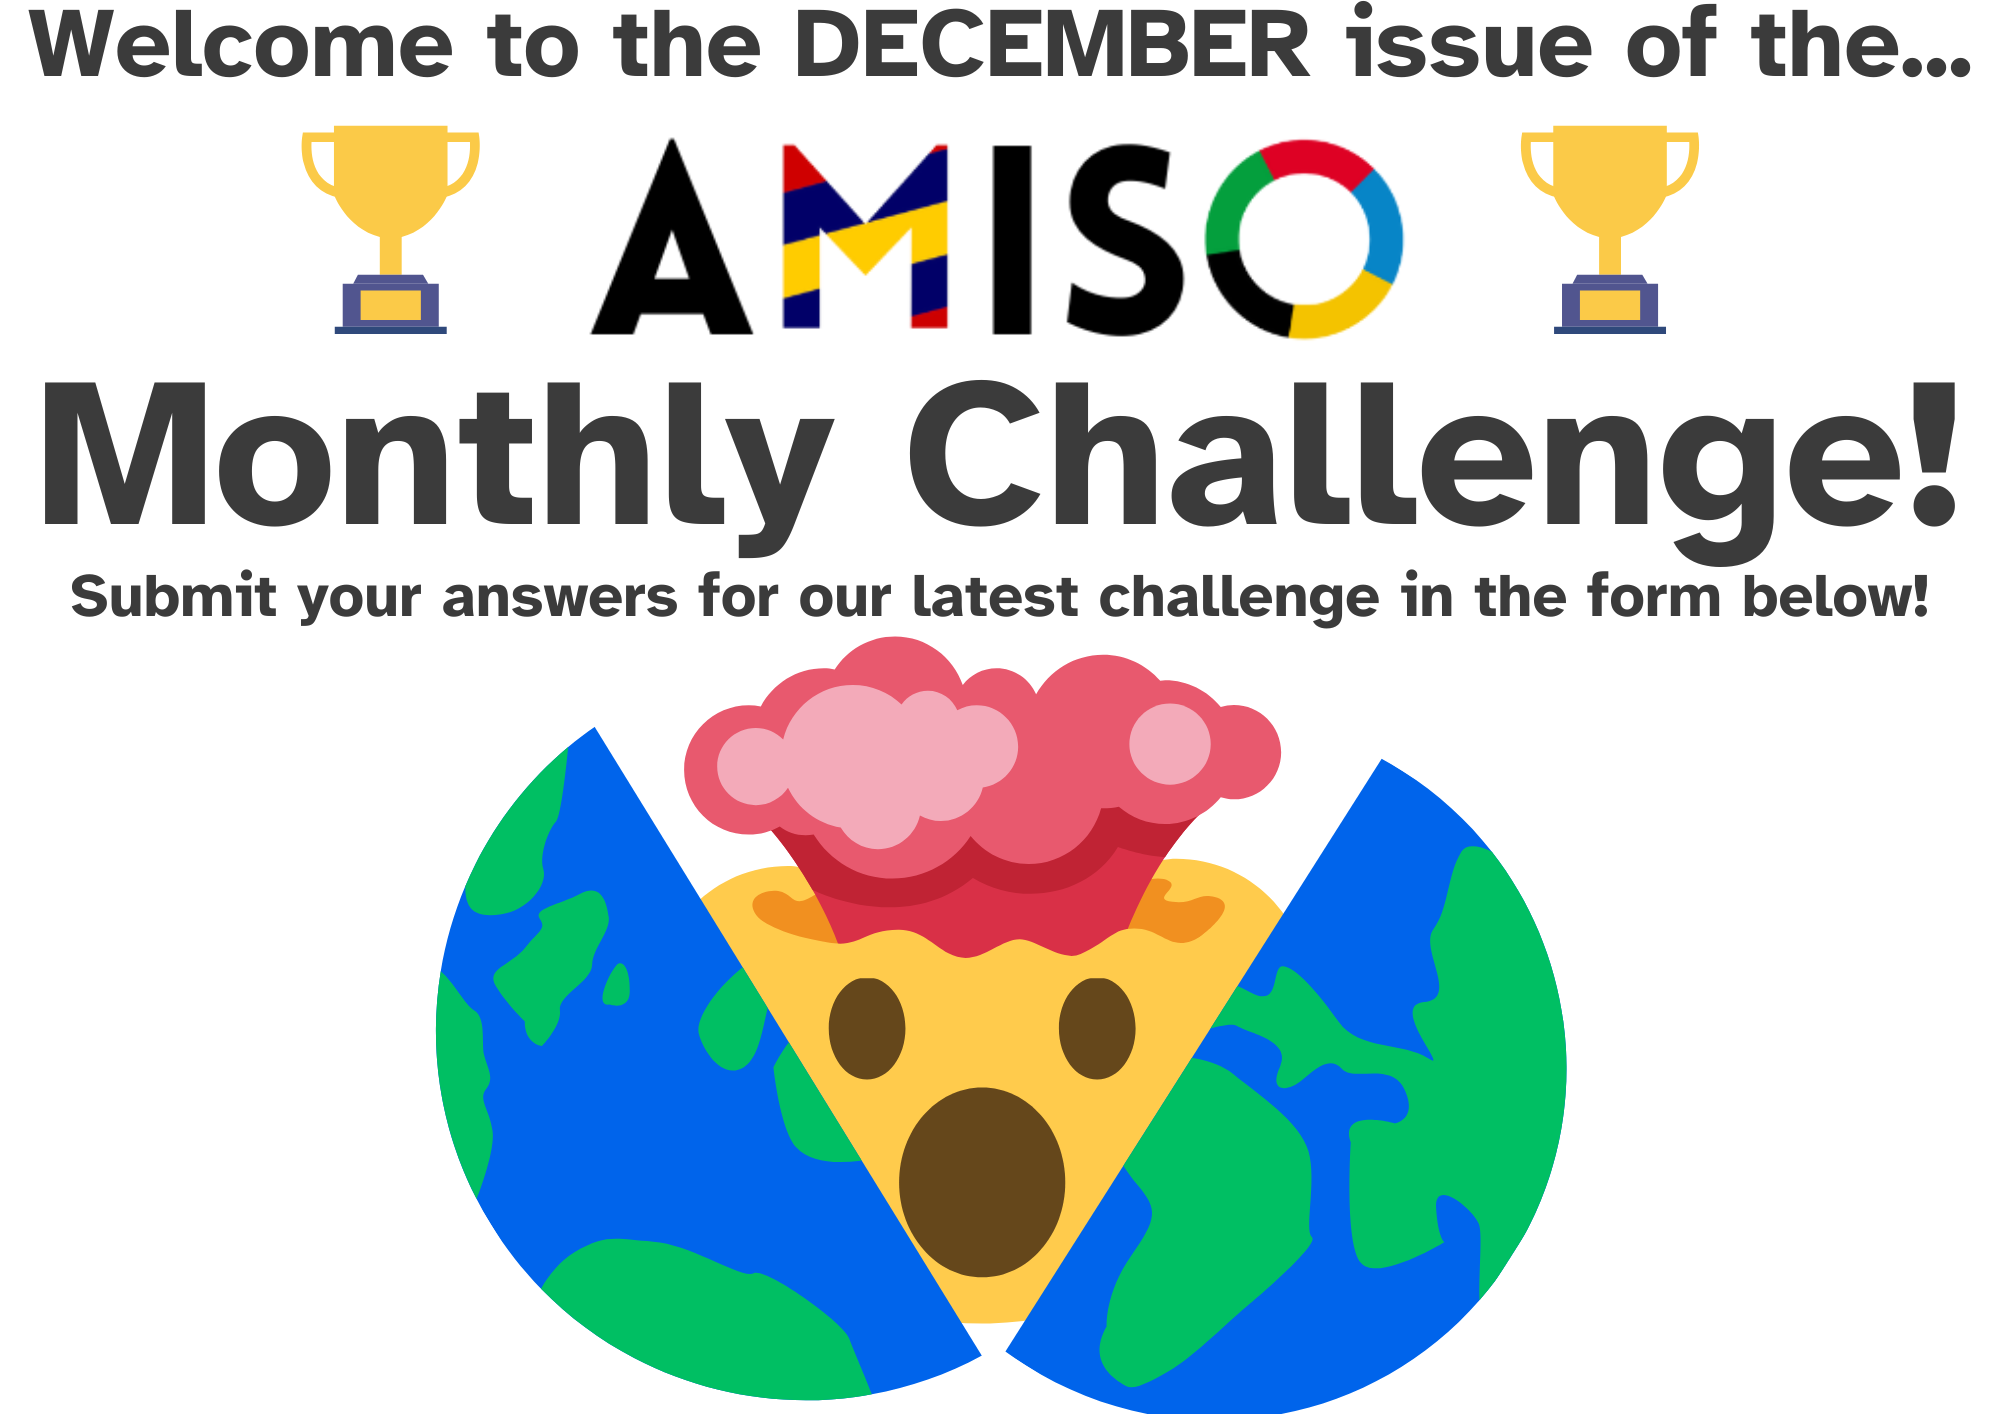 Welcome to the DECEMBER issue of the...
AMISO
Monthly Challenge!
Submit your answers for our latest challenge in the form below!